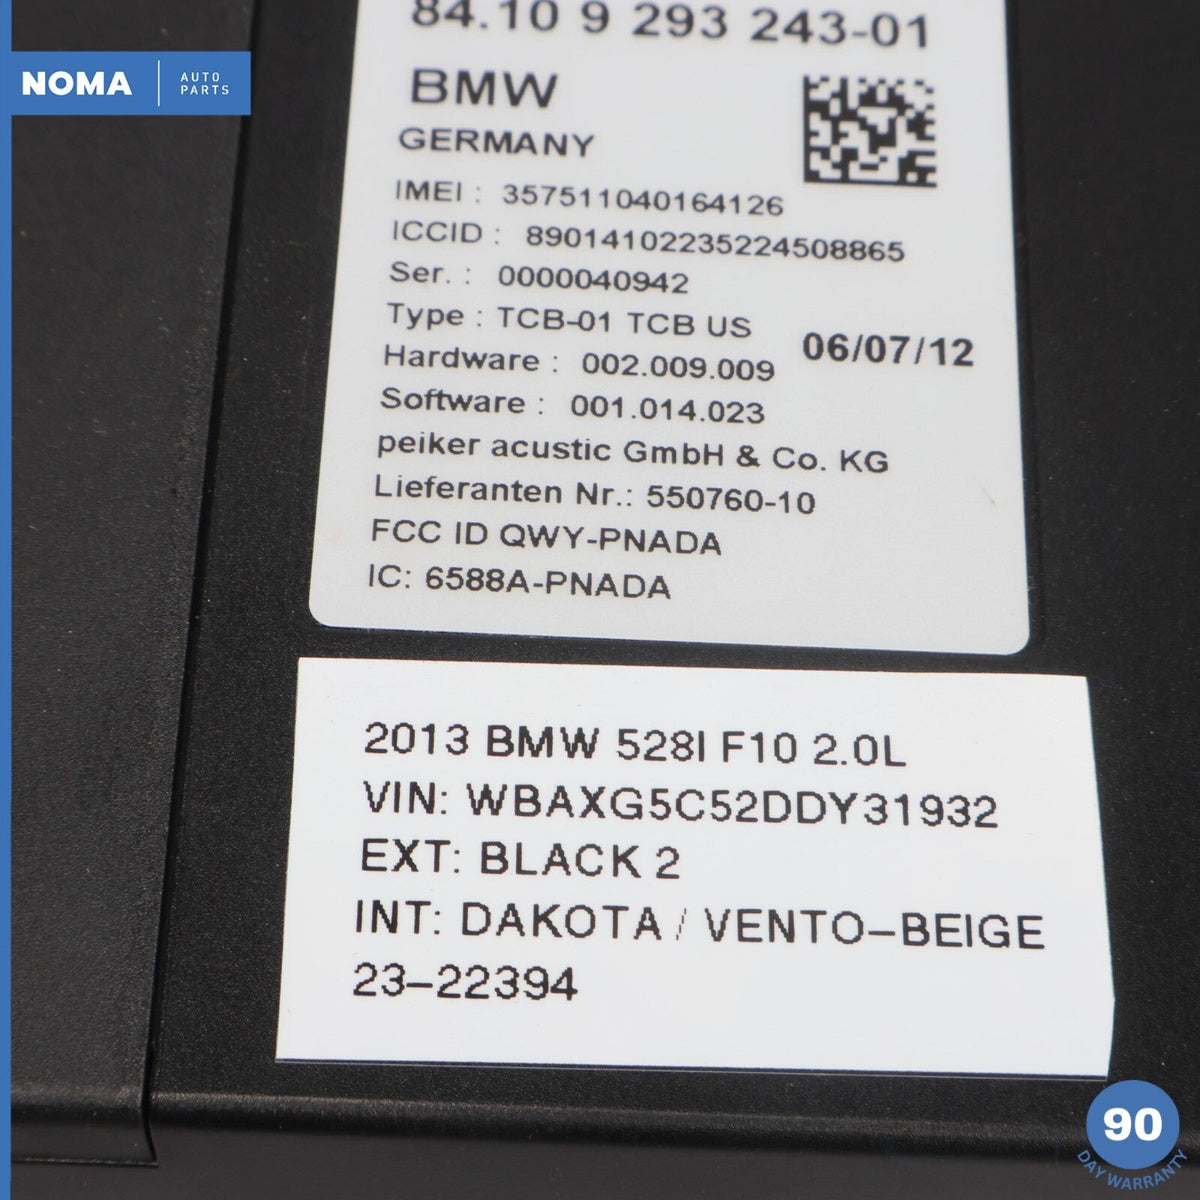 84.10 9 293 243-01
NOMA
AUTO
PARTS
BMW
GERMANY
IMEI : 357511040164126
ICCID : 89014102235224508865
Ser. : 0000040942
Type : TCB-01 TCB US
06/07/12
Hardware : 002.009.009
Software : 001.014.023
peiker acustic GmbH & Co. KG
Lieferanten Nr.: 550760-10
FCC ID QWY-PNADA
IC: 6588A-PNADA
2013 BMW 528I F10 2.0L
VIN: WBAXG5C52DDY31932
EXT: BLACK 2
INT: DAKOTA / VENTO-BEIGE
23-22394
90
DAY WARRANTY